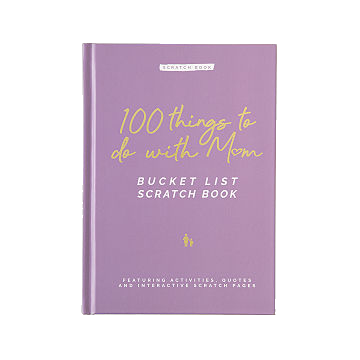 SCRATCH BOOK
100 things to
do with Mom
BUCKET LIST
SCRATCH BOOK
FEATURING ACTIVITIES, QUOTES
AND INTERACTIVE SCRATCH PAGES